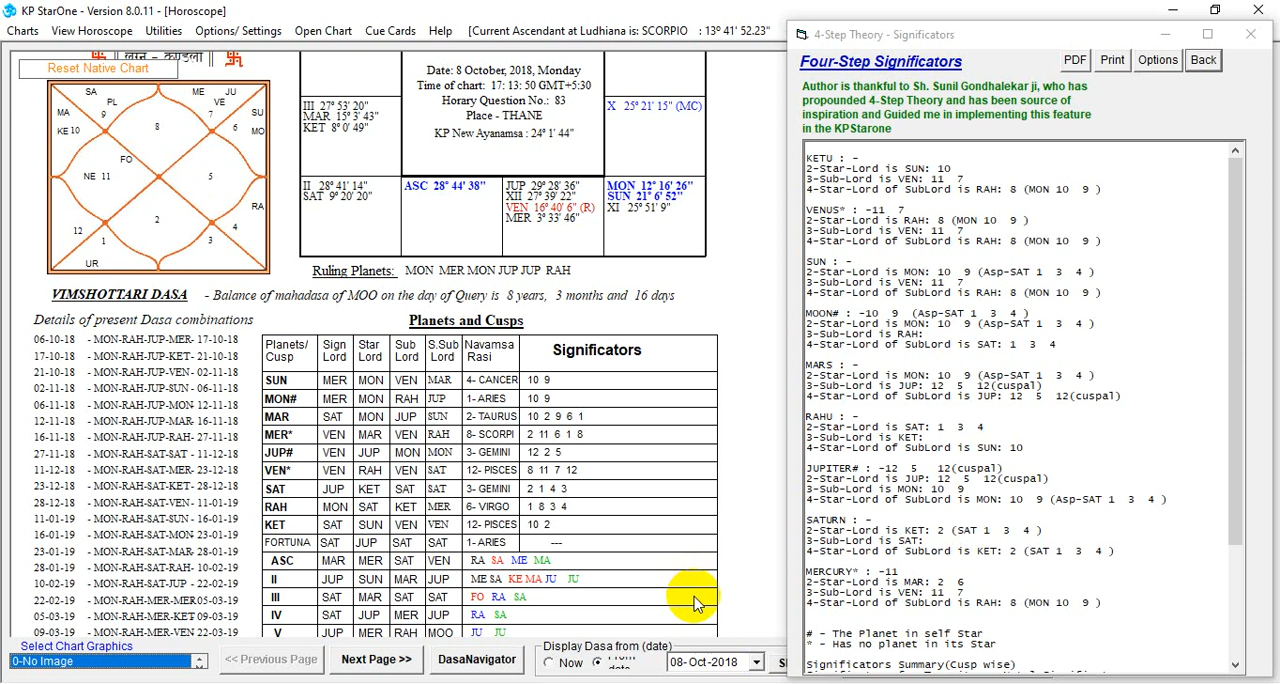 KP StarOne - Version 8.0.11 - [Horoscope]
Charts View Horoscope Utilities Options/ Settings Open Chart Cue Cards Help [Current Ascendant at Ludhiana is: SCORPIO : 13° 41' 52.23"
Reset Native Chart
SA
PL
9
ME JU
VE
7
MA
KE 10
8
SU
6
MO
FO
NE 11
5
2
RA
12
4
1
3
UR
III 27° 53' 20"
MAR 15° 3' 43"
KET 8° 0' 49"
Date: 8 October, 2018, Monday
Time of chart: 17: 13: 50 GMT+5:30
Horary Question No.: 83
Place - THANE
KP New Ayanamsa : 24° 1' 44"
X 25° 21' 15" (MC)
II 28° 41' 14"
SAT 9° 20' 20"
ASC 28° 44' 38"
JUP 29° 28' 36"
XII 27° 39' 22"
VEN 16° 40' 6" (R)
MER 3° 33' 46"
MON 12° 16' 26"
SUN 21° 6' 52"
XI 25° 51' 9"
Ruling Planets: MON MER MON JUP JUP RAH
VIMSHOTTARI DASA - Balance of mahadasa of MOO on the day of Query is 8 years, 3 months and 16 days
Details of present Dasa combinations
06-10-18 - MON-RAH-JUP-MER- 17-10-18
17-10-18 - MON-RAH-JUP-KET - 21-10-18
21-10-18 - MON-RAH-JUP-VEN - 02-11-18
02-11-18 - MON-RAH-JUP-SUN - 06-11-18
06-11-18 - MON-RAH-JUP-MON 12-11-18
12-11-18 - MON-RAH-JUP-MAR - 16-11-18
16-11-18 - MON-RAH-JUP-RAH - 27-11-18
27-11-18 - MON-RAH-SAT-SAT - 11-12-18
11-12-18 - MON-RAH-SAT-MER - 23-12-18
23-12-18 - MON-RAH-SAT-KET - 28-12-18
28-12-18 - MON-RAH-SAT-VEN - 11-01-19
11-01-19 - MON-RAH-SAT-SUN - 16-01-19
16-01-19 - MON-RAH-SAT-MON 23-01-19
23-01-19 - MON-RAH-SAT-MAR - 28-01-19
28-01-19 - MON-RAH-SAT-RAH - 10-02-19
10-02-19 - MON-RAH-SAT-JUP - 22-02-19
22-02-19 - MON-RAH-MER-MER 05-03-19
05-03-19 - MON-RAH-MER-KET 09-03-19
09-03-19 - MON-RAH-MER-VEN 22-03-19
Planets and Cusps
Planets/ Cusp Sign Lord Star Lord Sub Lord S.Sub Lord Navamsa Rasi Significators
SUN MER MON VEN MAR 4- CANCER 10 9
MON# MER MON RAH JUP 1- ARIES 10 9
MAR SAT MON JUP SUN 2- TAURUS 10 2 9 6 1
MER* VEN MAR VEN RAH 8- SCORPI 2 11 6 1 8
JUP# VEN JUP MON MON 3- GEMINI 12 2 5
VEN* VEN RAH VEN SAT 12- PISCES 8 11 7 12
SAT JUP KET SAT SAT 3- GEMINI 2 1 4 3
RAH MON SAT KET MER 6- VIRGO 1 8 3 4
KET SAT SUN VEN VEN 12- PISCES 10 2
FORTUNA SAT JUP SAT SAT 1- ARIES ---
ASC MAR MER SAT VEN RA SA ME MA
II JUP SUN MAR JUP ME SA KE MA JU JU
III SAT MAR SAT SAT FO RA SA
IV SAT JUP MER JUP RA SA
V JUP MER RAH MOO JU JU
Select Chart Graphics
0-No Image
<< Previous Page
Next Page >>
DasaNavigator
Display Dasa from (date)
Now
08-Oct-2018
4-Step Theory - Significators
Four-Step Significators
PDF Print Options Back
Author is thankful to Sh. Sunil Gondhalekar ji, who has
propounded 4-Step Theory and has been source of
inspiration and Guided me in implementing this feature
in the KPStarone
KETU : -
2-Star-Lord is SUN: 10
3-Sub-Lord is VEN: 11 7
4-Star-Lord of SubLord is RAH: 8 (MON 10 9 )
VENUS* : -11 7
2-Star-Lord is RAH: 8 (MON 10 9 )
3-Sub-Lord is VEN: 11 7
4-Star-Lord of SubLord is RAH: 8 (MON 10 9 )
SUN : -
2-Star-Lord is MON: 10 9 (Asp-SAT 1 3 4 )
3-Sub-Lord is VEN: 11 7
4-Star-Lord of SubLord is RAH: 8 (MON 10 9 )
MOON# : -10 9 (Asp-SAT 1 3 4 )
2-Star-Lord is MON: 10 9 (Asp-SAT 1 3 4 )
3-Sub-Lord is RAH:
4-Star-Lord of SubLord is SAT: 1 3 4
MARS : -
2-Star-Lord is MON: 10 9 (Asp-SAT 1 3 4 )
3-Sub-Lord is JUP: 12 5 12(cuspal)
4-Star-Lord of SubLord is JUP: 12 5 12(cuspal)
RAHU : -
2-Star-Lord is SAT: 1 3 4
3-Sub-Lord is KET:
4-Star-Lord of SubLord is SUN: 10
JUPITER# : -12 5 12(cuspal)
2-Star-Lord is JUP: 12 5 12(cuspal)
3-Sub-Lord is MON: 10 9
4-Star-Lord of SubLord is MON: 10 9 (Asp-SAT 1 3 4 )
SATURN : -
2-Star-Lord is KET: 2 (SAT 1 3 4 )
3-Sub-Lord is SAT:
4-Star-Lord of SubLord is KET: 2 (SAT 1 3 4 )
MERCURY* : -11
2-Star-Lord is MAR: 2 6
3-Sub-Lord is VEN: 11 7
4-Star-Lord of SubLord is RAH: 8 (MON 10 9 )
# - The Planet in self Star
* - Has no planet in its Star
Significators Summary(Cusp wise)